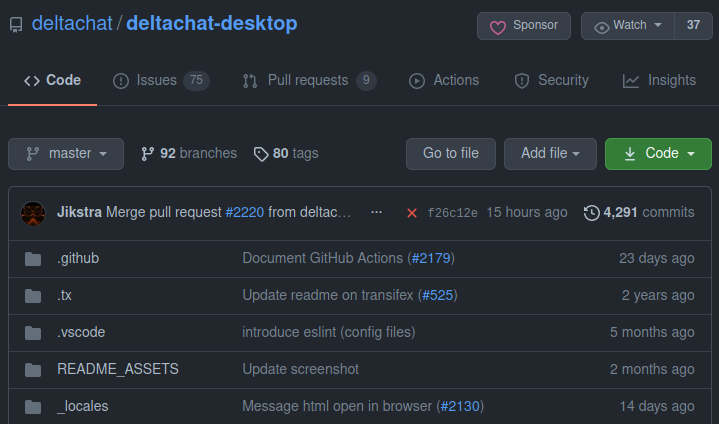 deltachat / deltachat-desktop Sponsor Watch 37
Code Issues 75 Pull requests 9 Actions Security Insights
master 92 branches 80 tags Go to file Add file Code
Jikstra Merge pull request #2220 from deltac... ... f26c12e 15 hours ago 4,291 commits
.github Document GitHub Actions (#2179) 23 days ago
.tx Update readme on transifex (#525) 2 years ago
.vscode introduce eslint (config files) 5 months ago
README_ASSETS Update screenshot 2 months ago
_locales Message html open in browser (#2130) 14 days ago